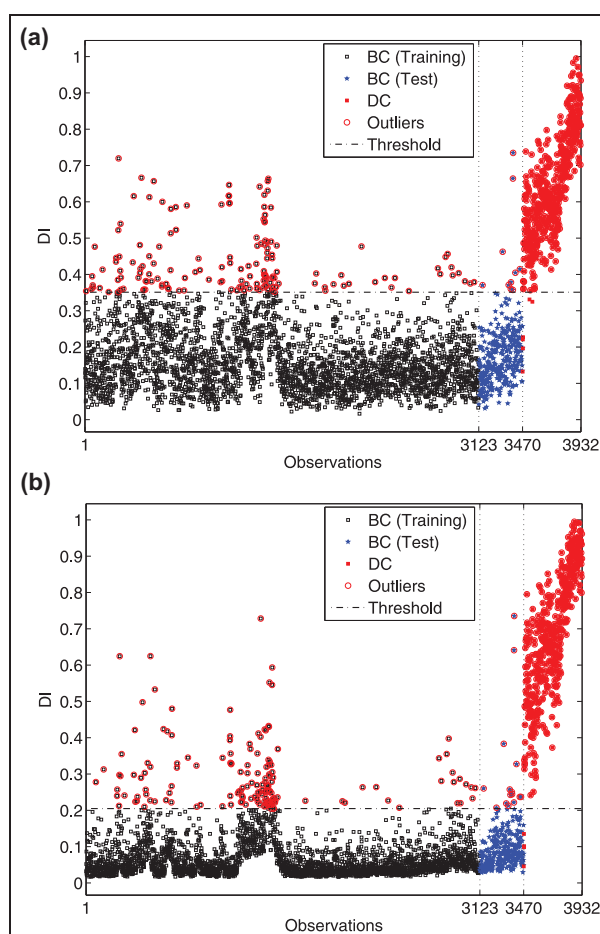 (a)
1
0.9
0.8
0.7
0.6
0.5
0.4
0.3
0.2
0.1
0
DI
BC (Training)
BC (Test)
DC
Outliers
Threshold
1
3123 3470
3932
Observations
(b)
1
0.9
0.8
0.7
0.6
0.5
0.4
0.3
0.2
0.1
0
DI
BC (Training)
BC (Test)
DC
Outliers
Threshold
1
3123 3470
3932
Observations